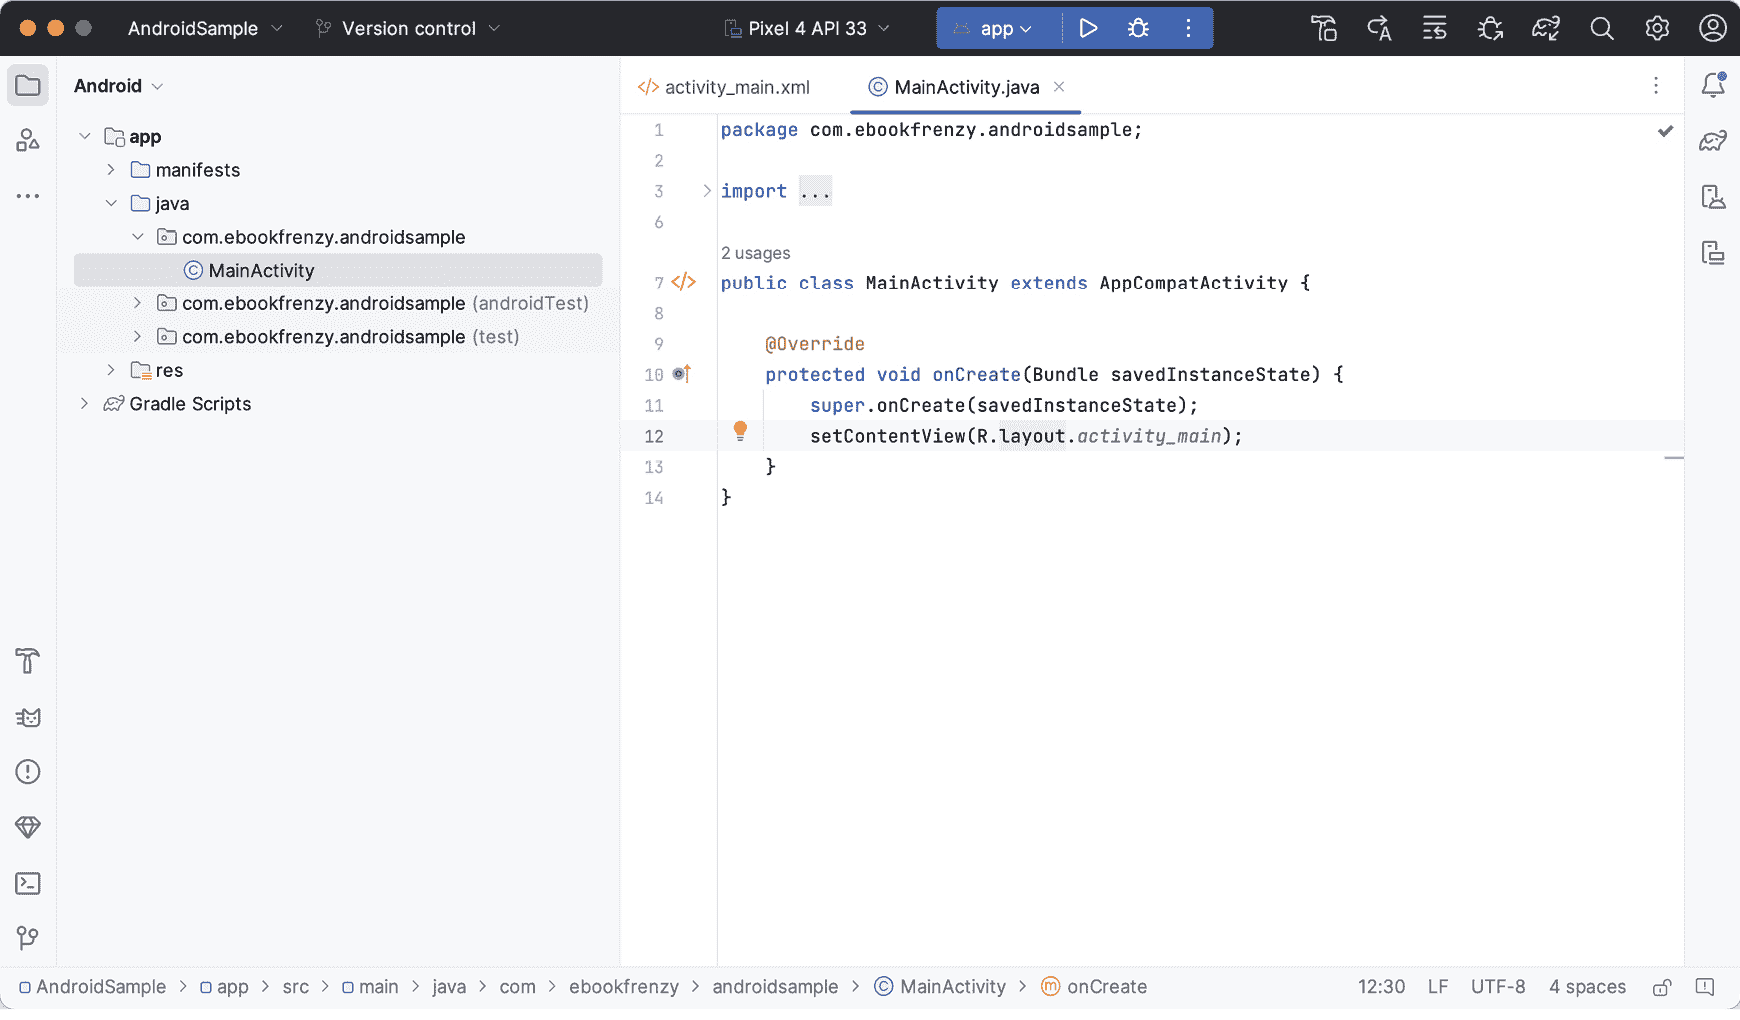 AndroidSample Version control Pixel 4 API 33 app
Android
app
manifests
java
com.ebookfrenzy.androidsample
MainActivity
com.ebookfrenzy.androidsample (androidTest)
com.ebookfrenzy.androidsample (test)
res
Gradle Scripts
activity_main.xml MainActivity.java
1 package com.ebookfrenzy.androidsample;
2
3 import ...
6
2 usages
7 public class MainActivity extends AppCompatActivity {
8
9 @Override
10 protected void onCreate(Bundle savedInstanceState) {
11 super.onCreate(savedInstanceState);
12 setContentView(R.layout.activity_main);
13 }
14 }
AndroidSample > app > src > main > java > com > ebookfrenzy > androidsample > MainActivity > onCreate 12:30 LF UTF-8 4 spaces